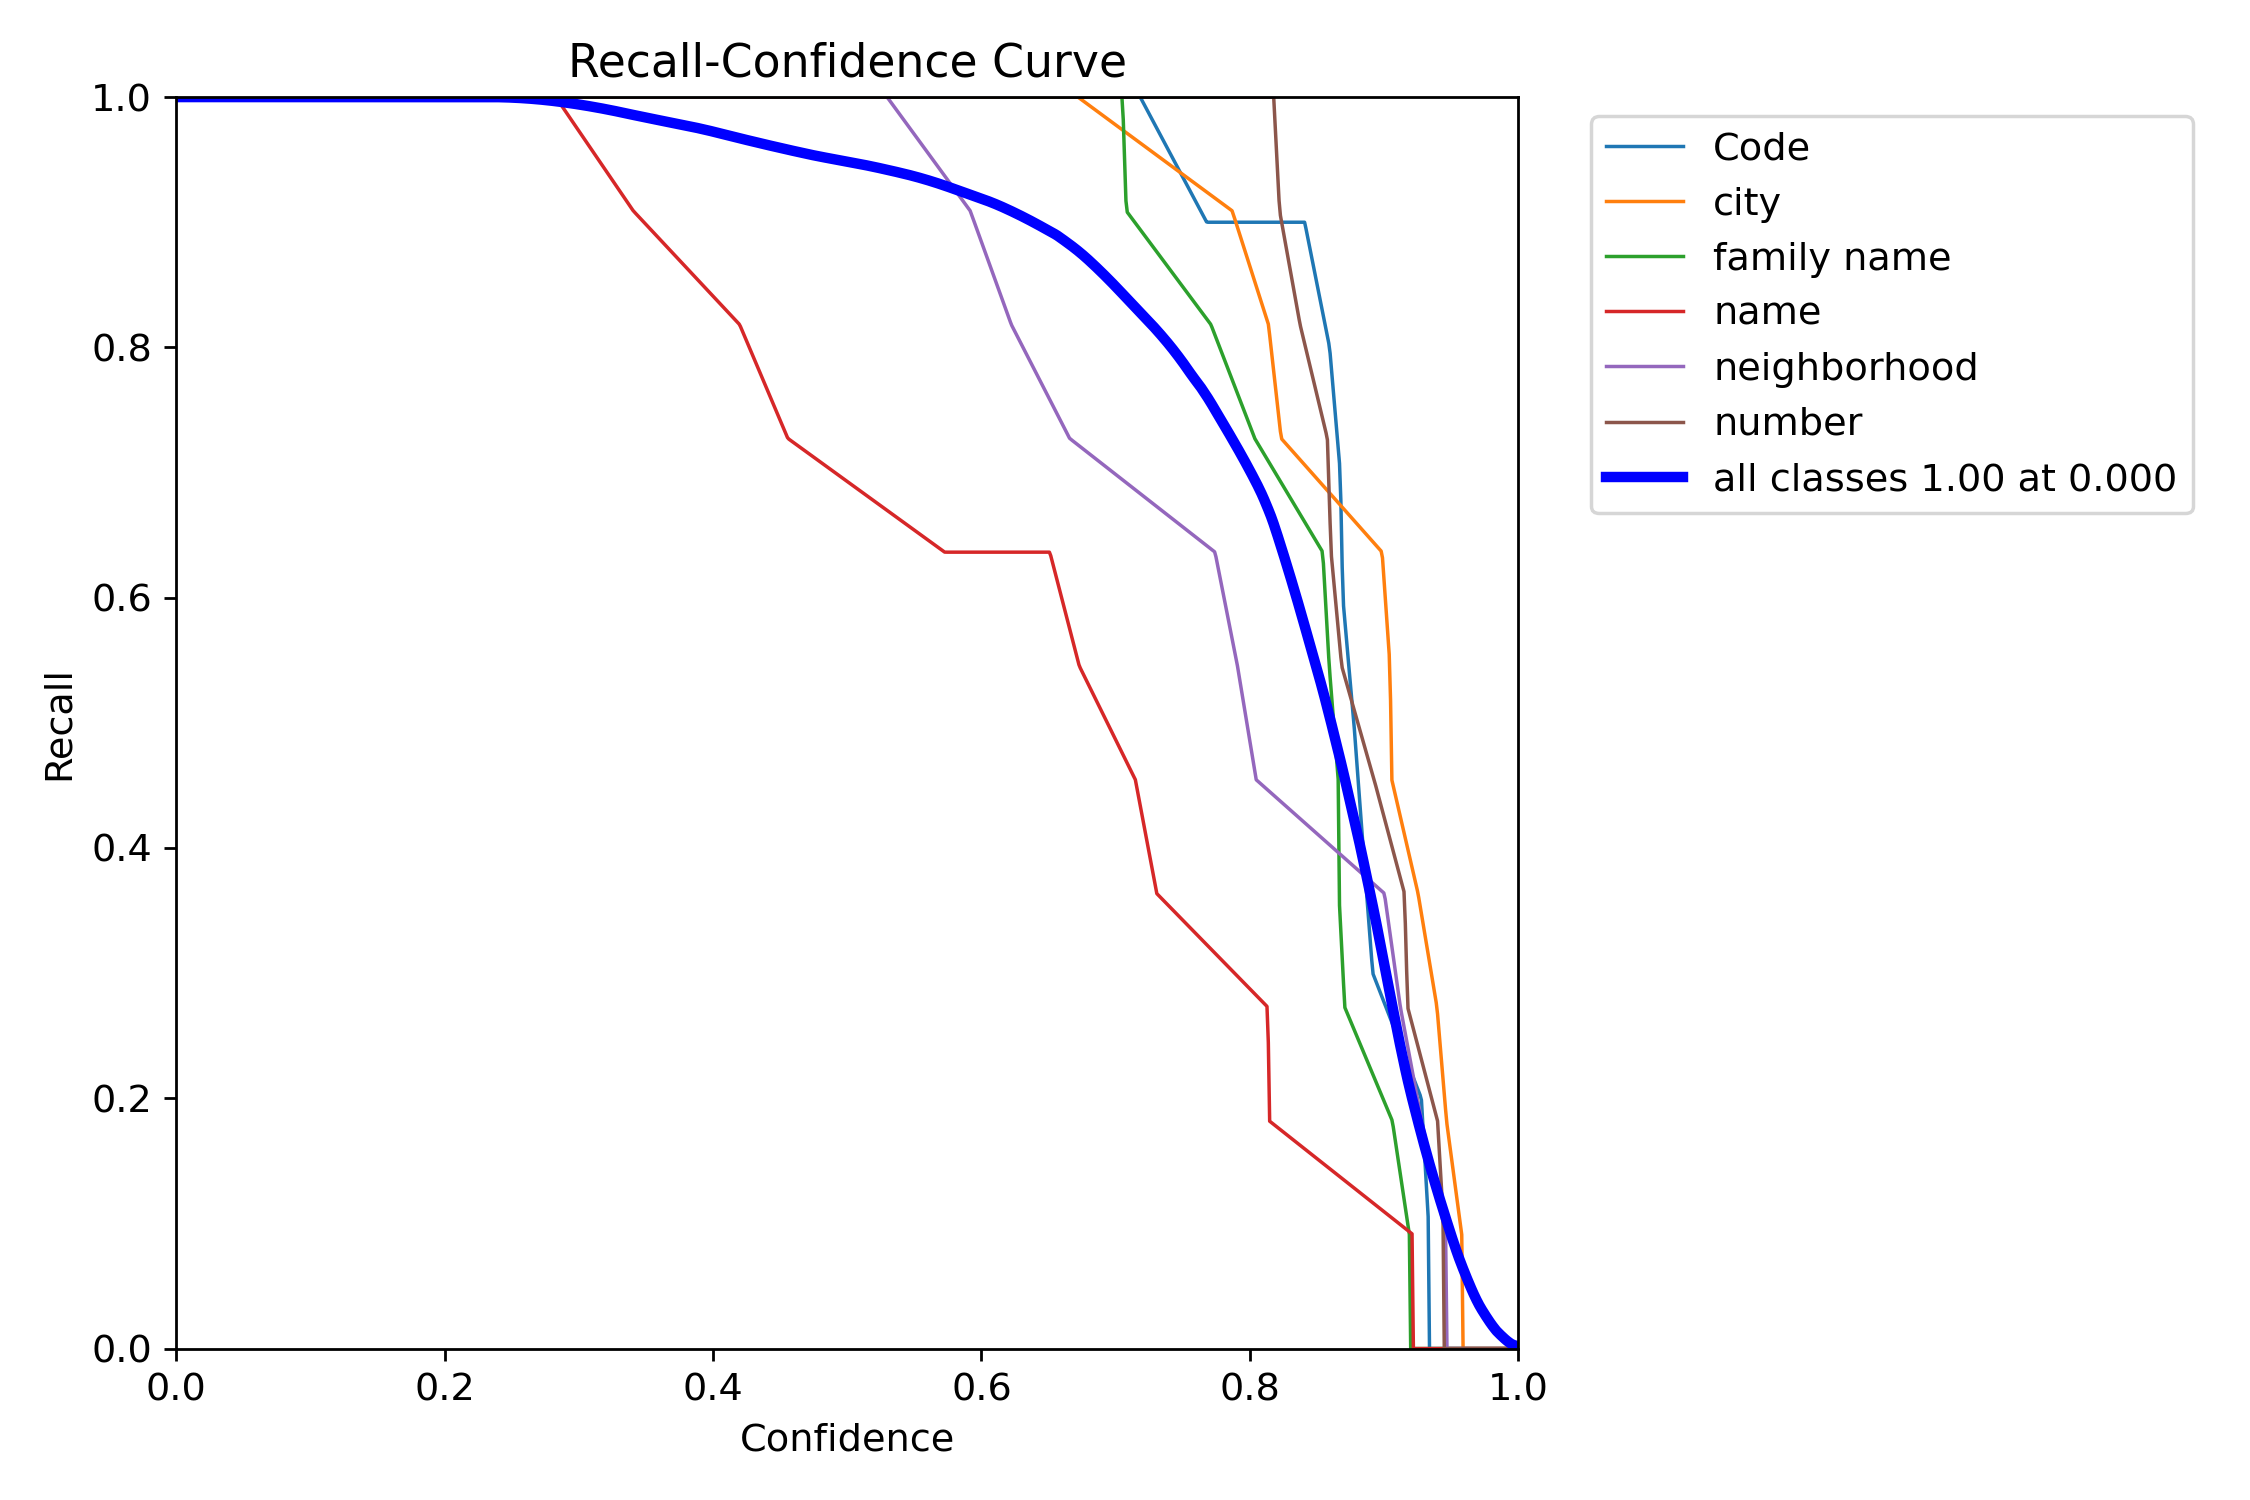 Recall-Confidence Curve
1.0
0.8
0.6
0.4
0.2
0.0
Recall
0.0 0.2 0.4 0.6 0.8 1.0
Confidence
Code
city
family name
name
neighborhood
number
all classes 1.00 at 0.000